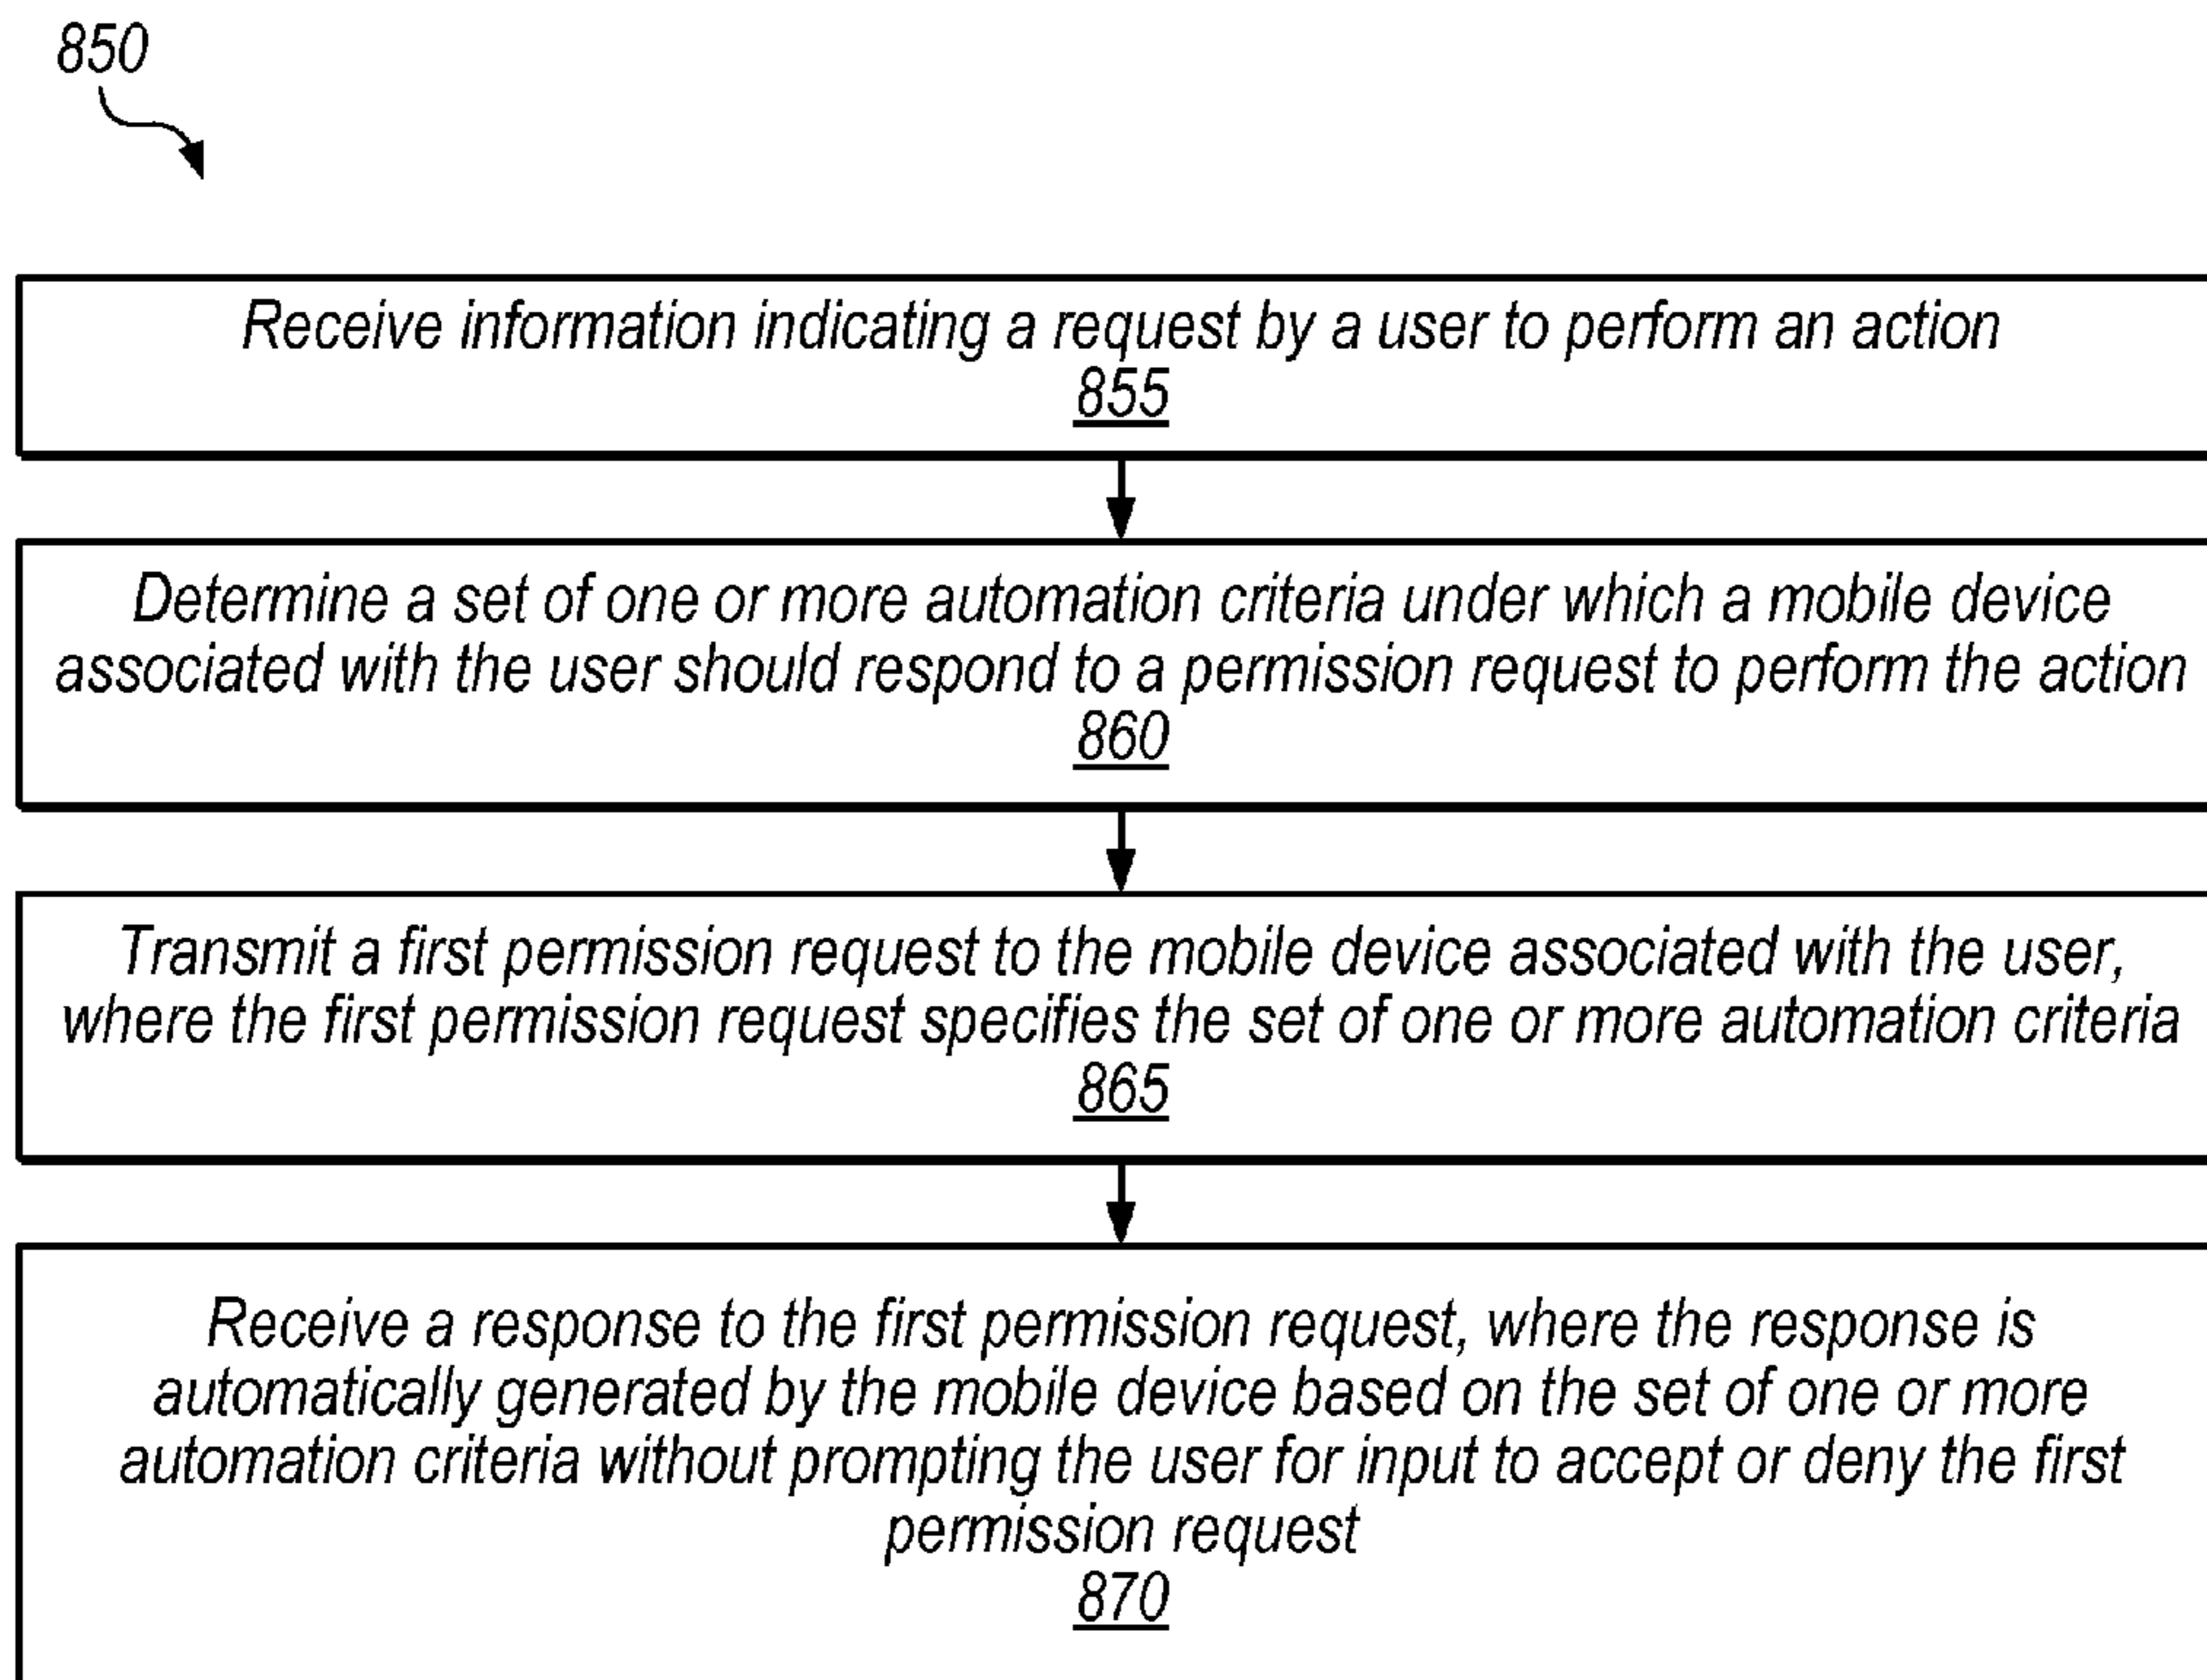 850
Receive information indicating a request by a user to perform an action
855
Determine a set of one or more automation criteria under which a mobile device
associated with the user should respond to a permission request to perform the action
860
Transmit a first permission request to the mobile device associated with the user,
where the first permission request specifies the set of one or more automation criteria
865
Receive a response to the first permission request, where the response is
automatically generated by the mobile device based on the set of one or more
automation criteria without prompting the user for input to accept or deny the first
permission request
870